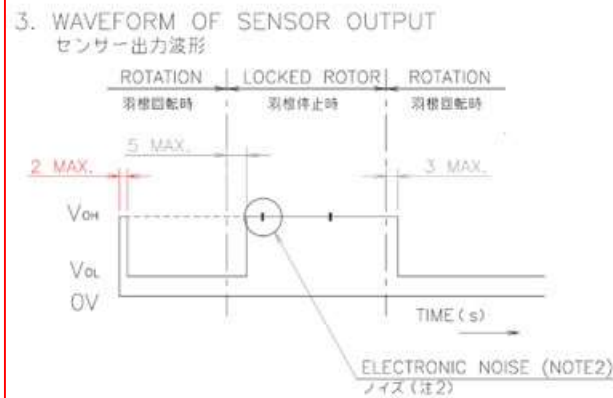 3. WAVEFORM OF SENSOR OUTPUT
センサー出力波形
ROTATION LOCKED ROTOR ROTATION
羽根回転時 羽根停止時 羽根回転時
5 MAX.
2 MAX. 3 MAX.
VOH
VOL
0V
TIME(s)
ELECTRONIC NOISE (NOTE2)
ノイズ(注2)